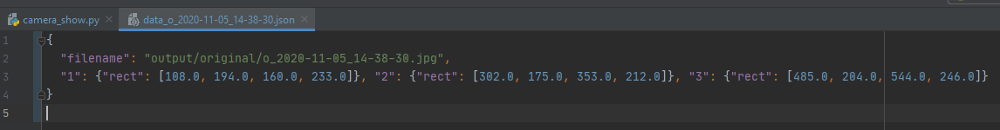 camera_show.py data_o_2020-11-05_14-38-30.json
1 {
2 "filename": "output/original/o_2020-11-05_14-38-30.jpg",
3 "1": {"rect": [108.0, 194.0, 160.0, 233.0]}, "2": {"rect": [302.0, 175.0, 353.0, 212.0]}, "3": {"rect": [485.0, 204.0, 544.0, 246.0]}
4 }
5